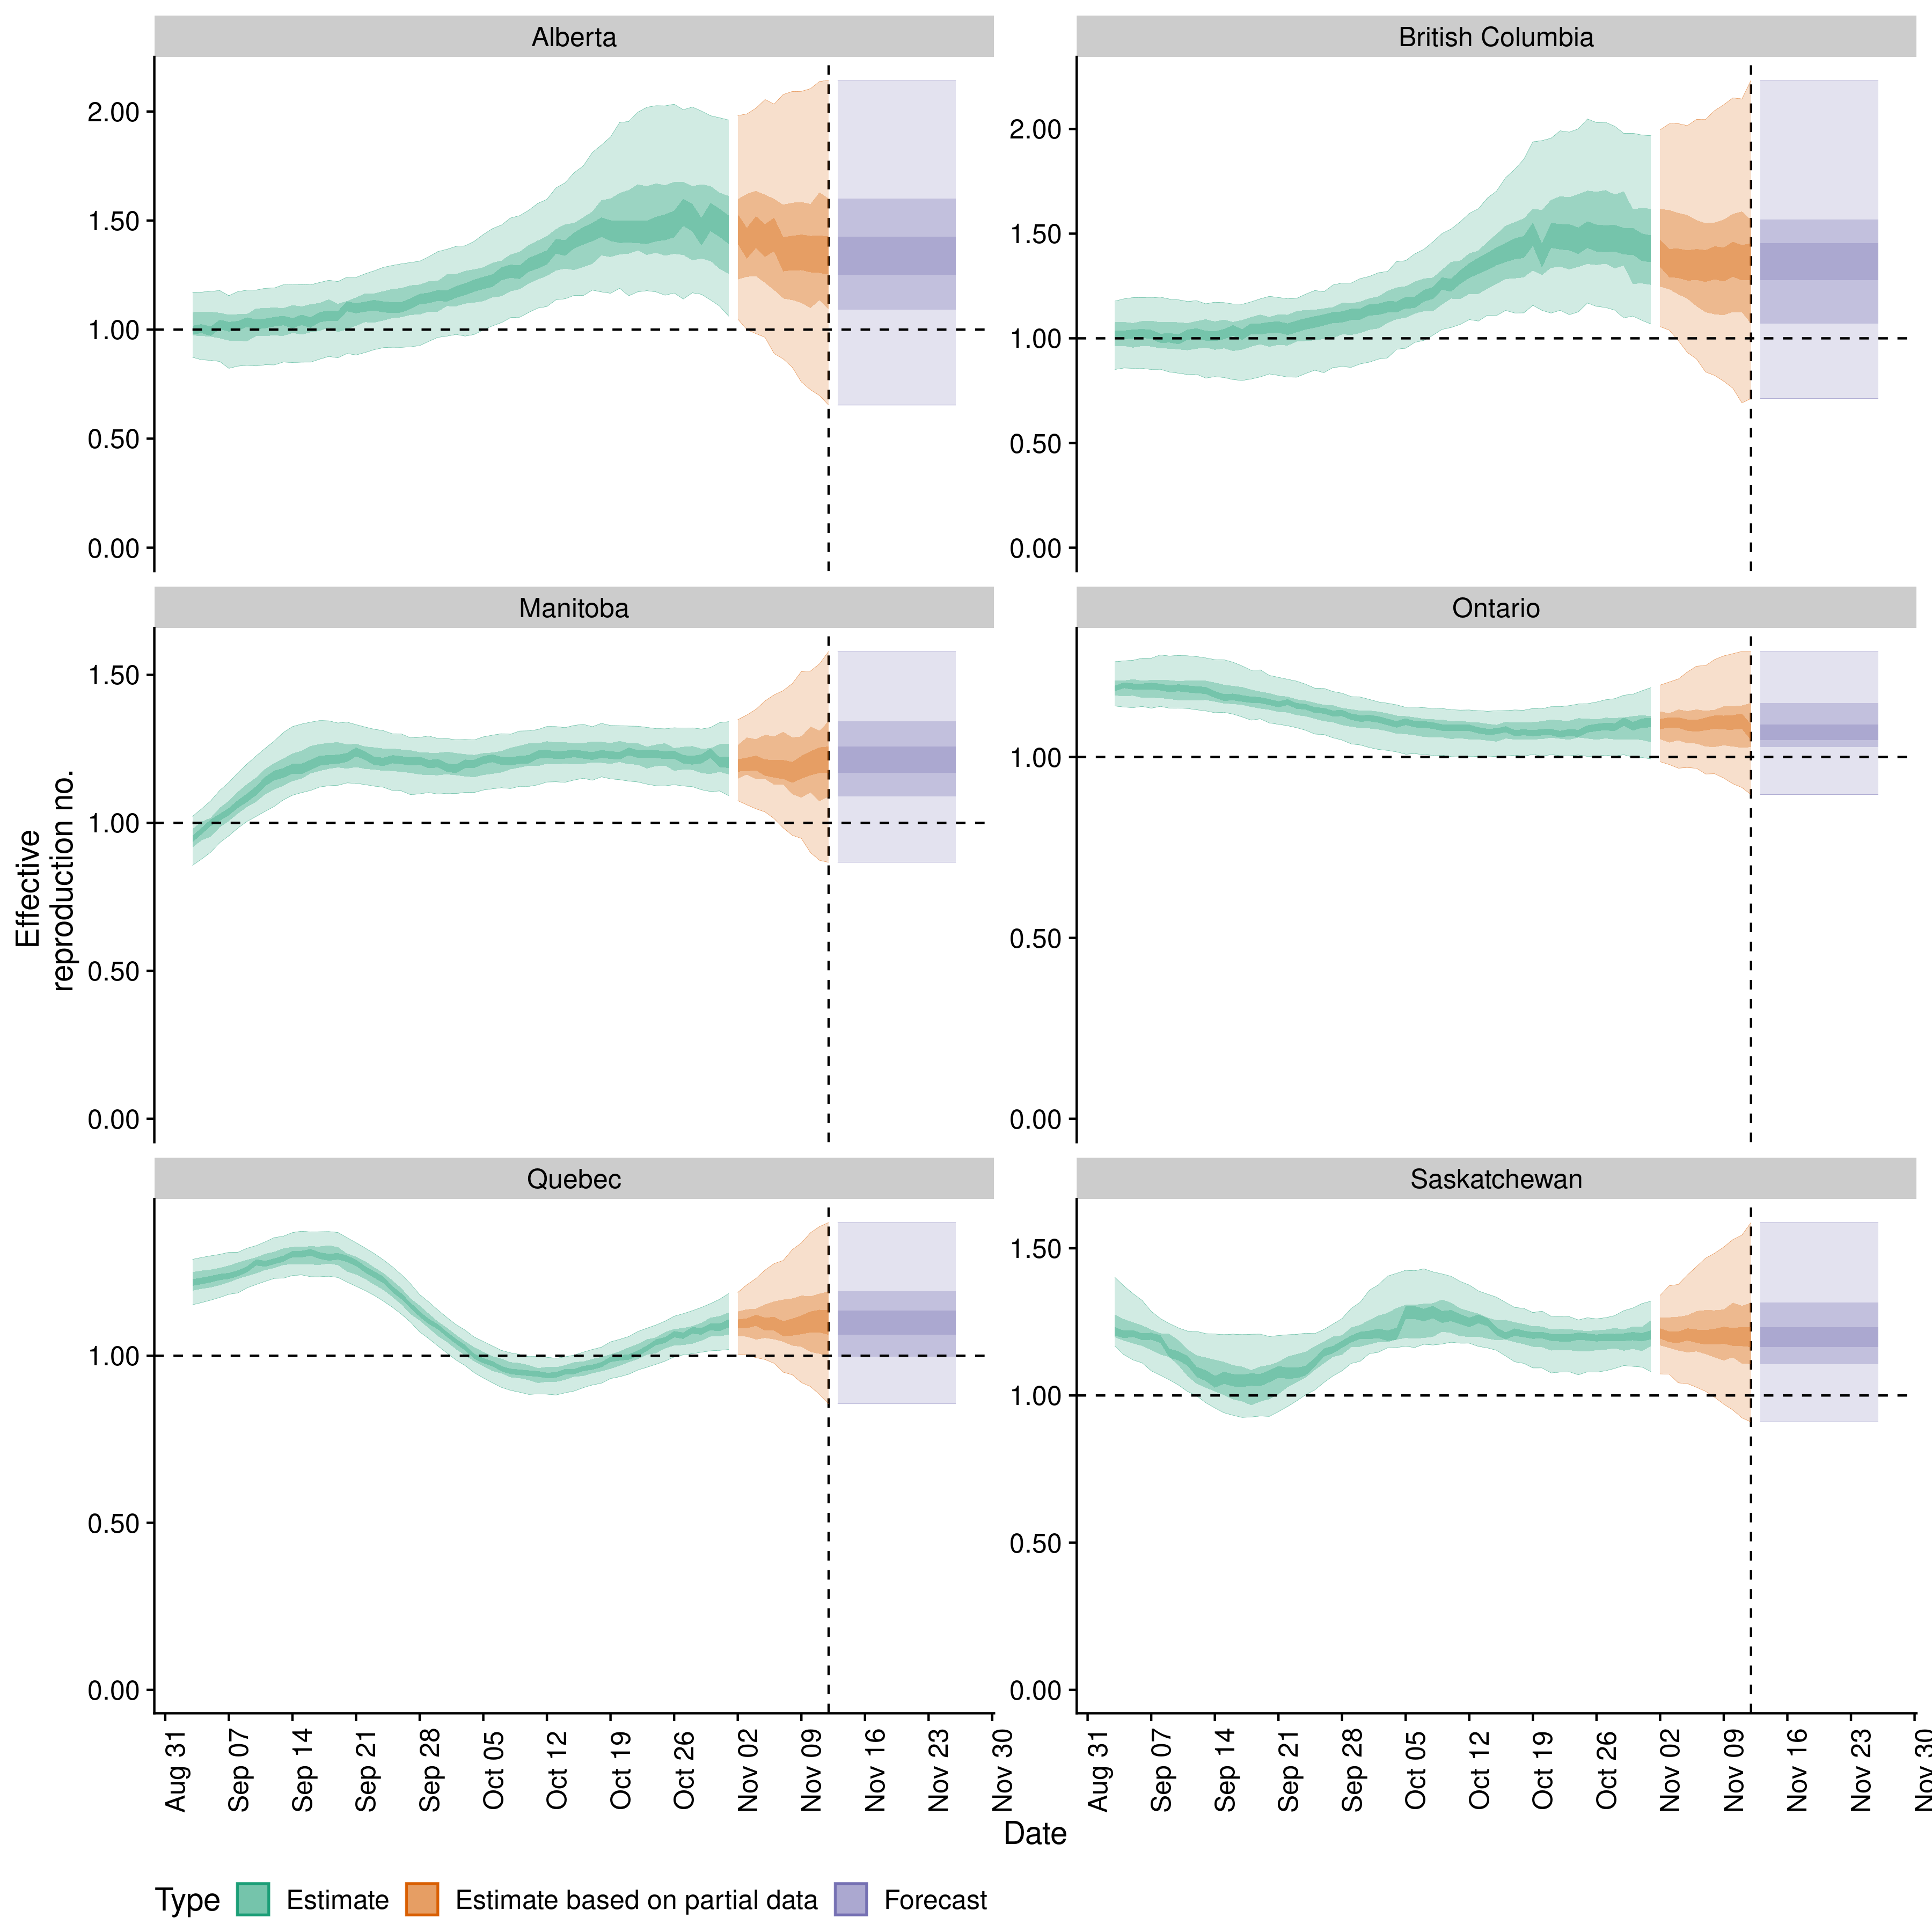 Alberta
British Columbia
2.00
1.50
1.00
0.50
0.00
2.00
1.50
1.00
0.50
0.00
Manitoba
Ontario
1.50
1.00
0.50
0.00
1.00
0.50
0.00
Quebec
Saskatchewan
1.00
0.50
0.00
1.50
1.00
0.50
0.00
Effective
reproduction no.
Aug 31
Sep 07
Sep 14
Sep 21
Sep 28
Oct 05
Oct 12
Oct 19
Oct 26
Nov 02
Nov 09
Nov 16
Nov 23
Nov 30
Aug 31
Sep 07
Sep 14
Sep 21
Sep 28
Oct 05
Oct 12
Oct 19
Oct 26
Nov 02
Nov 09
Nov 16
Nov 23
Nov 30
Date
Type Estimate Estimate based on partial data Forecast